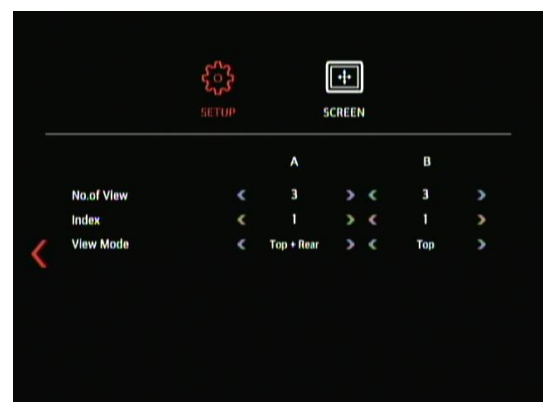 SETUP SCREEN
A B
No.of View 3 3
Index 1 1
View Mode Top + Rear Top